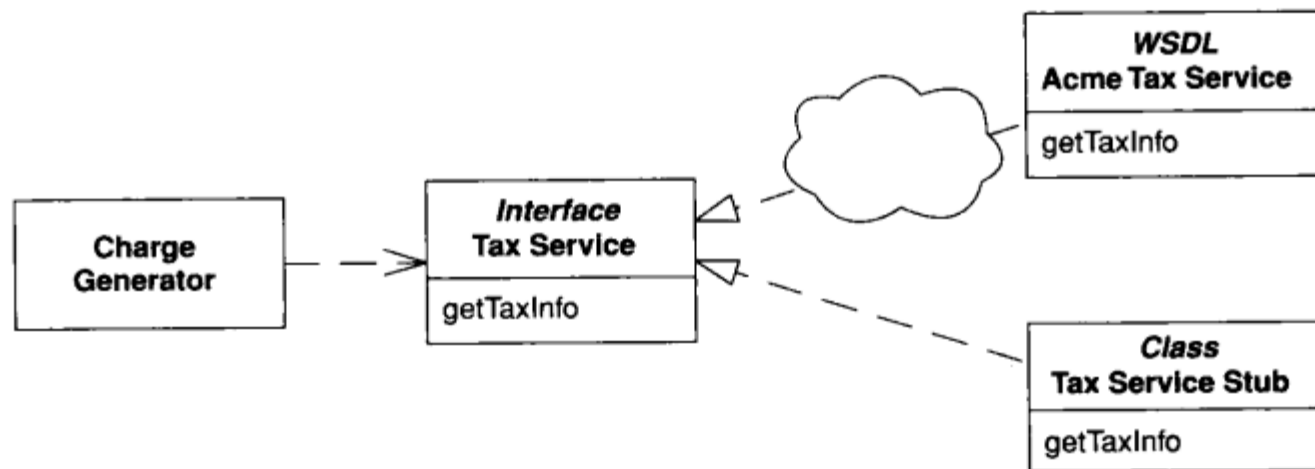 WSDL
Acme Tax Service
getTaxInfo
Interface
Tax Service
getTaxInfo
Charge
Generator
Class
Tax Service Stub
getTaxInfo